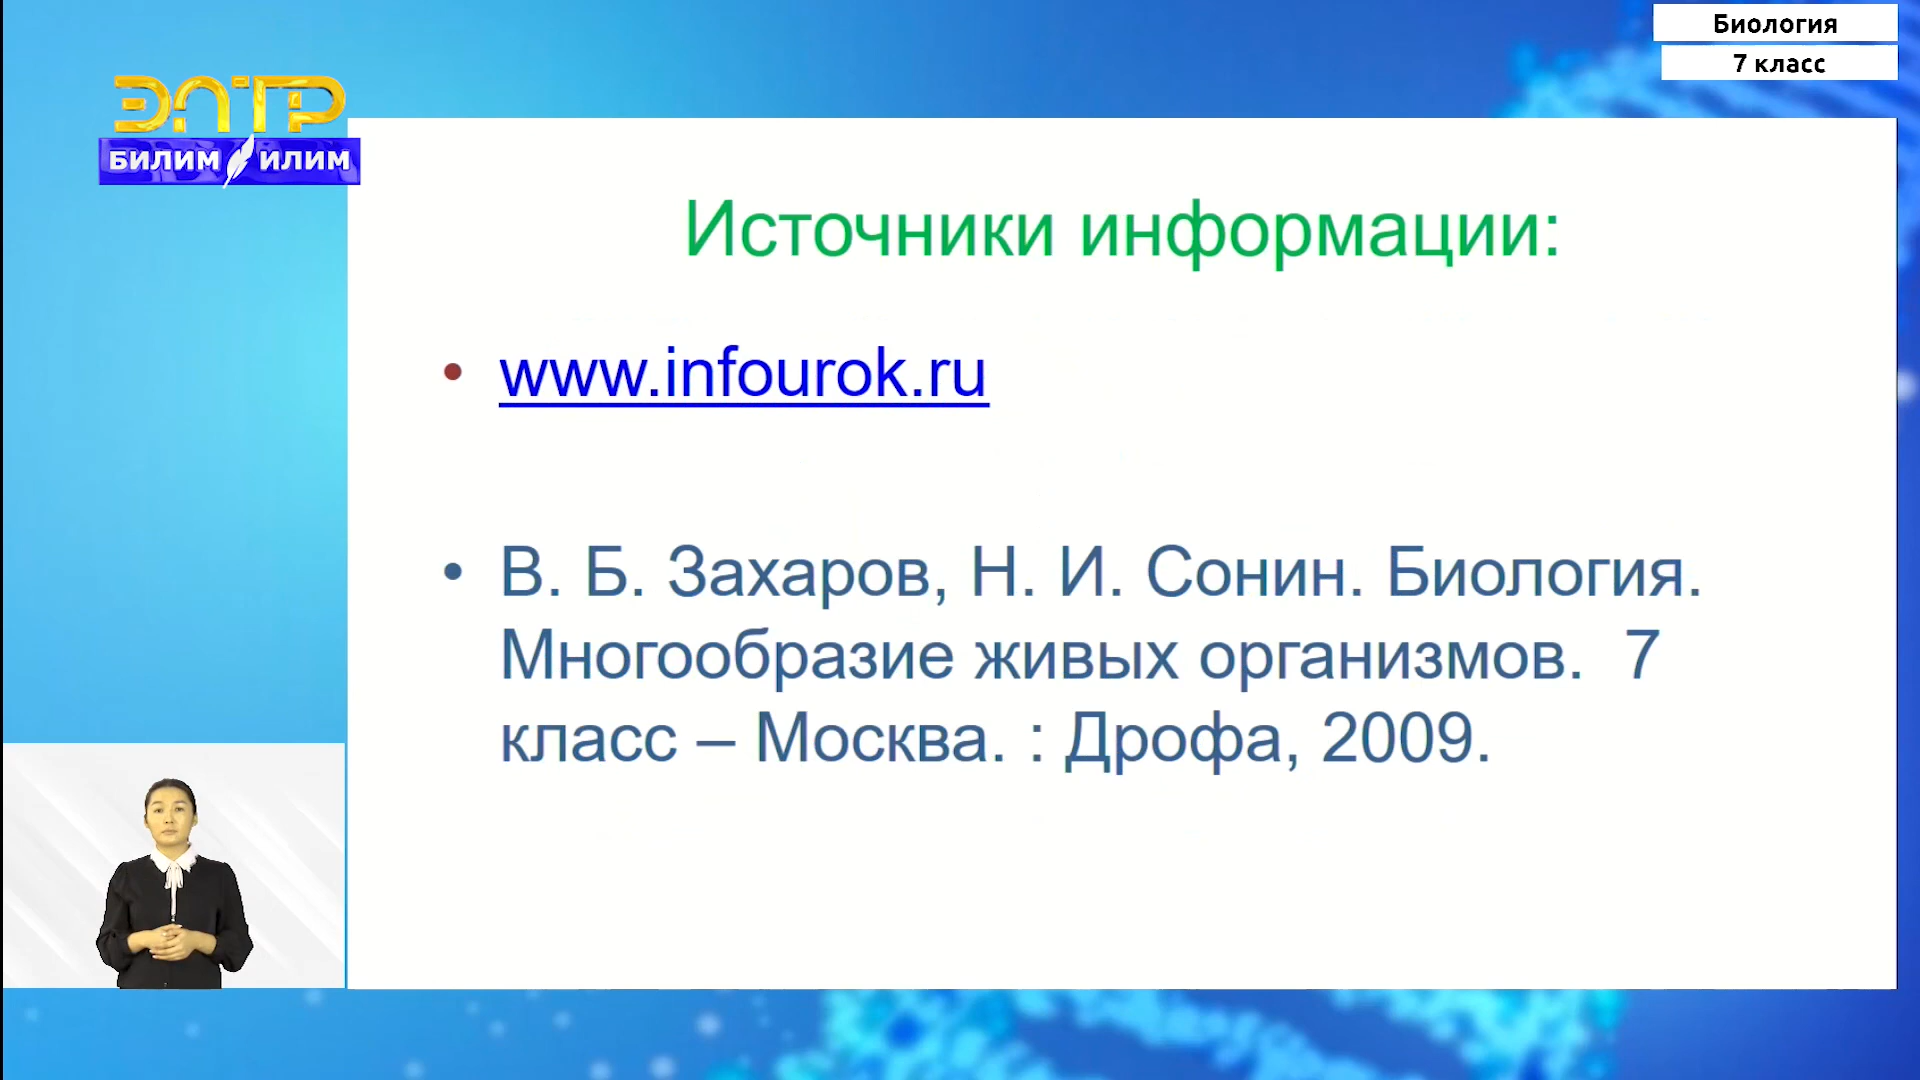 Биология
7 класс
ЭЛТР
БИЛИМ ИЛИМ
Источники информации:
• www.infourok.ru
• В. Б. Захаров, Н. И. Сонин. Биология.
Многообразие живых организмов. 7
класс – Москва. : Дрофа, 2009.